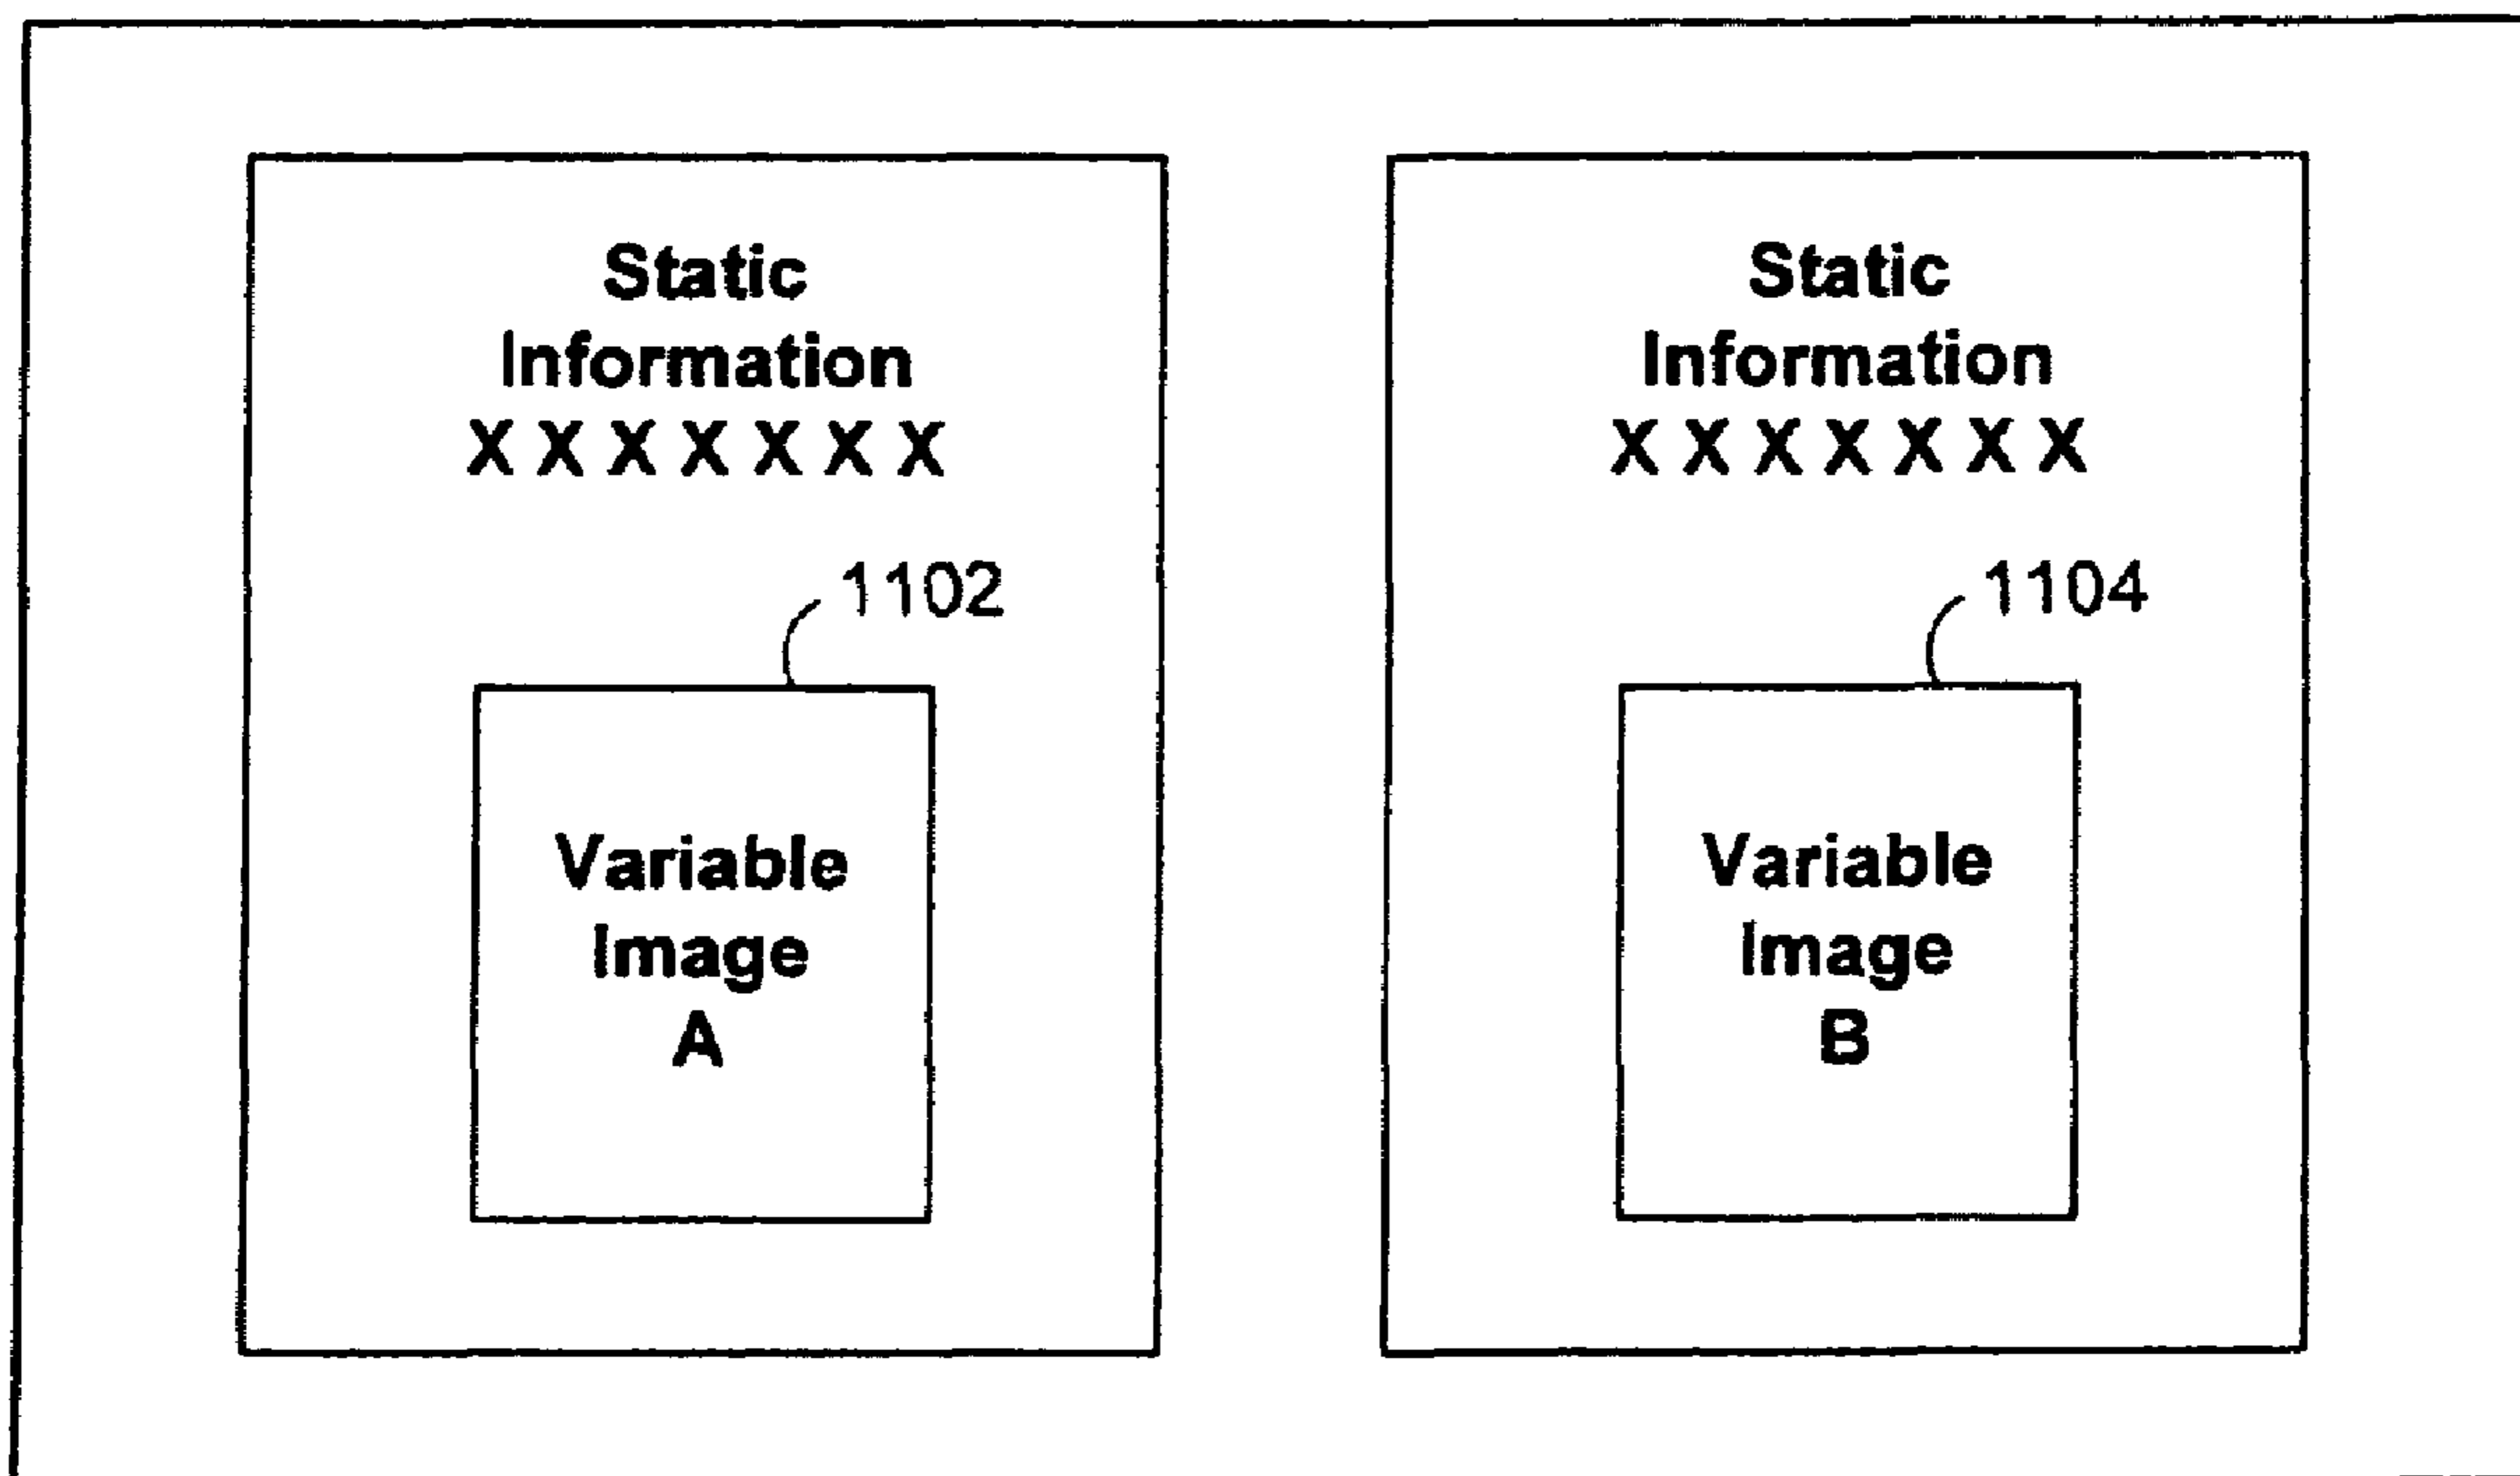 Static
Information
X X X X X X X
1102
Variable
Image
A
Static
Information
X X X X X X X
1104
Variable
Image
B